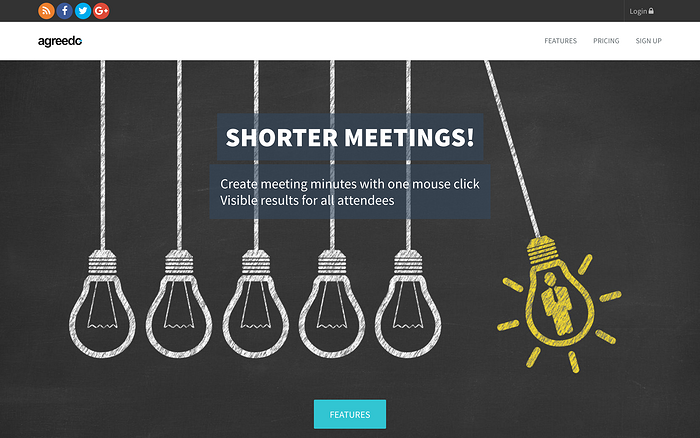 Login
agreedo
FEATURES PRICING SIGN UP
SHORTER MEETINGS!
Create meeting minutes with one mouse click
Visible results for all attendees
FEATURES